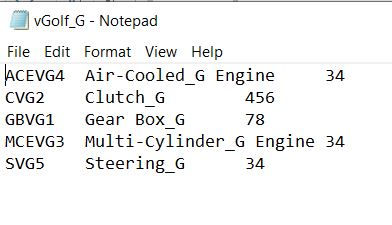 vGolf_G - Notepad
File Edit Format View Help
ACEVG4 Air-Cooled_G Engine 34
CVG2 Clutch_G 456
GBVG1 Gear Box_G 78
MCEVG3 Multi-Cylinder_G Engine 34
SVG5 Steering_G 34